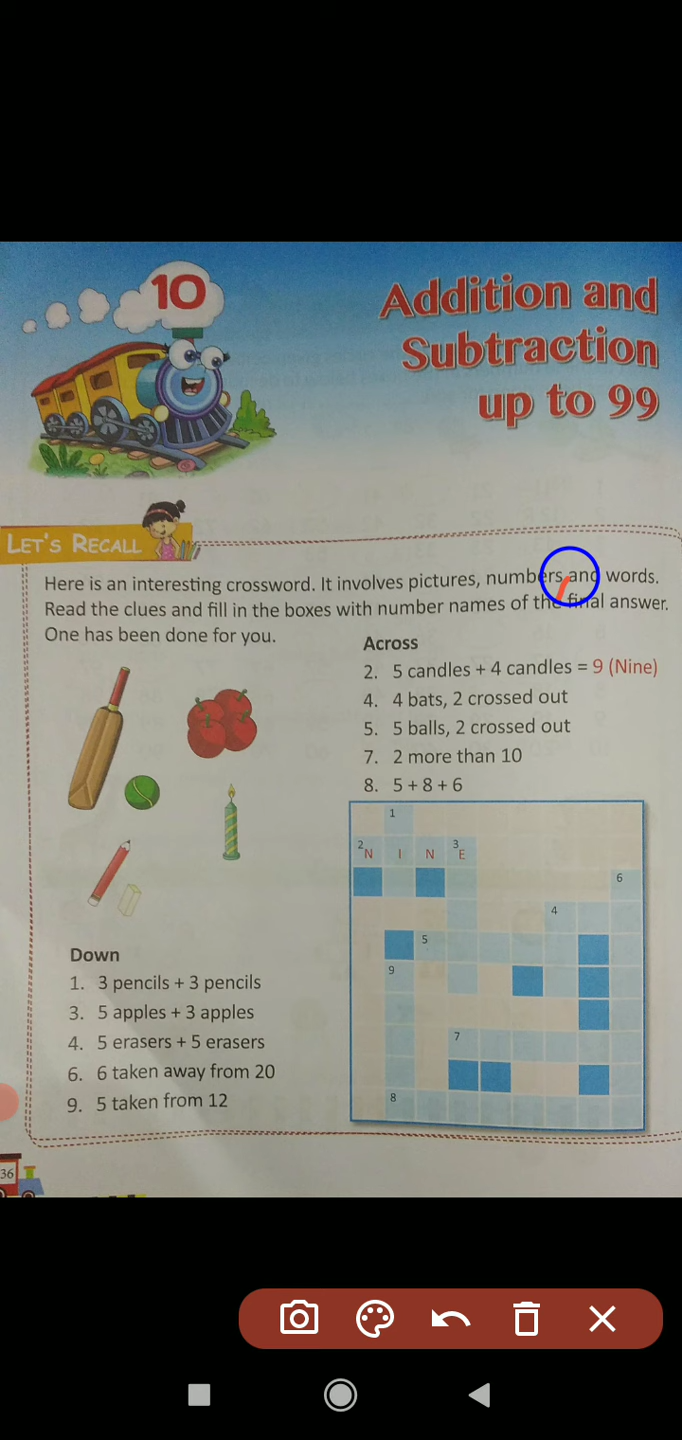 10
Addition and
Subtraction
up to 99
LET'S RECALL
Here is an interesting crossword. It involves pictures, numbers and words.
Read the clues and fill in the boxes with number names of the final answer.
One has been done for you.
Across
2. 5 candles + 4 candles = 9 (Nine)
4. 4 bats, 2 crossed out
5. 5 balls, 2 crossed out
7. 2 more than 10
8. 5 + 8 + 6
1
2 N I N 3 E
6
4
5
9
7
8
Down
1. 3 pencils + 3 pencils
3. 5 apples + 3 apples
4. 5 erasers + 5 erasers
6. 6 taken away from 20
9. 5 taken from 12
36